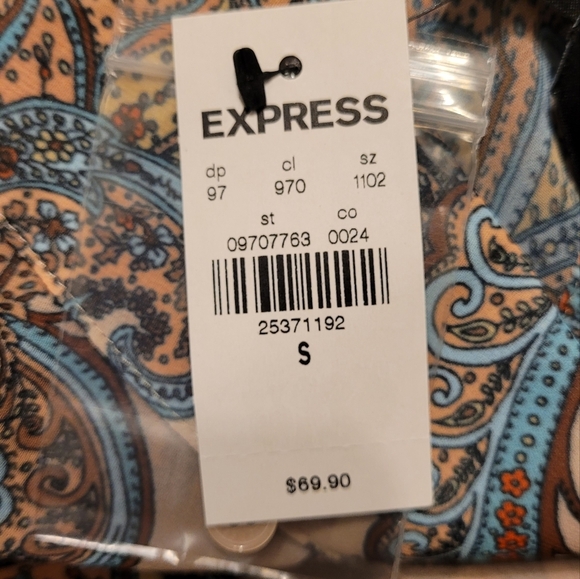 EXPRESS
dp cl sz
97 970 1102
st co
09707763 0024
25371192
S
$69.90